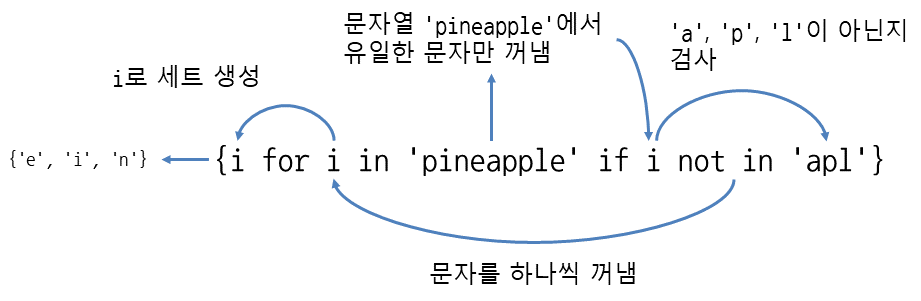 문자열 'pineapple'에서
유일한 문자만 꺼냄
'a', 'p', 'l'이 아닌지
검사
i로 세트 생성
{'e', 'i', 'n'}
{i for i in 'pineapple' if i not in 'apl'}
문자를 하나씩 꺼냄